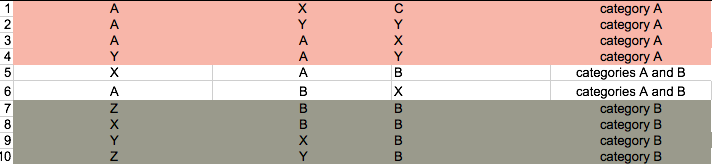 1 A X C category A
2 A Y Y category A
3 A A X category A
4 Y A Y category A
5 X A B categories A and B
6 A B X categories A and B
7 Z B B category B
8 X B B category B
9 Y X B category B
10 Z Y B category B